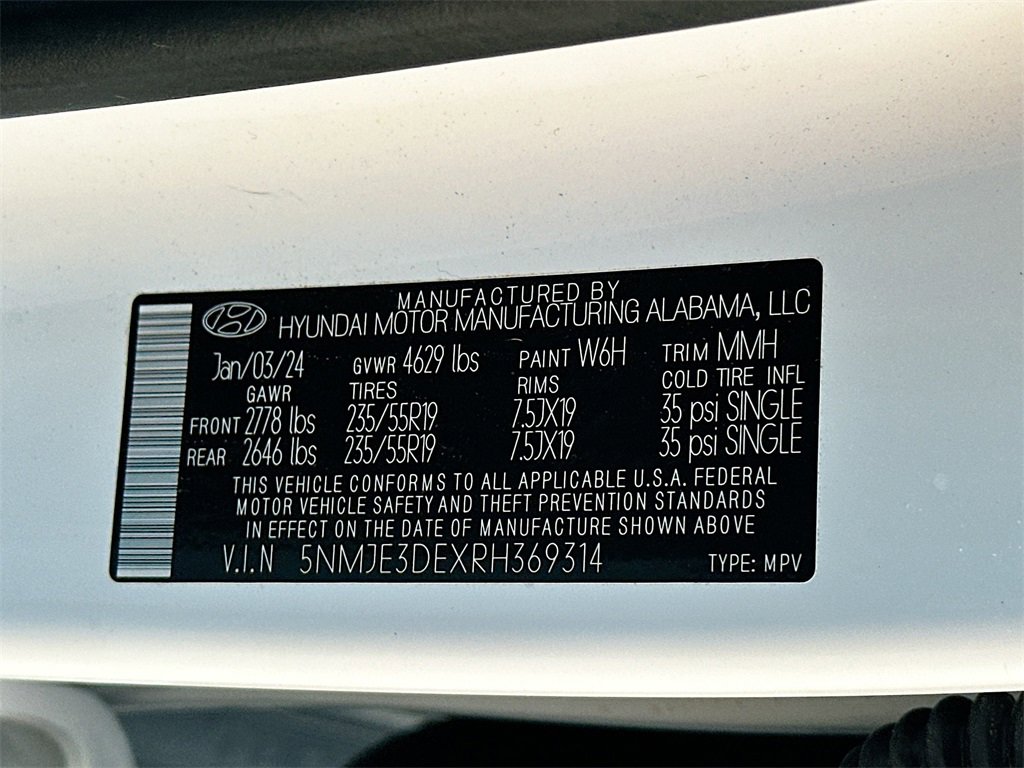 MANUFACTURED BY
HYUNDAI MOTOR MANUFACTURING ALABAMA, LLC
Jan/03/24 GVWR 4629 lbs PAINT W6H TRIM MMH
GAWR TIRES RIMS COLD TIRE INFL
FRONT 2778 lbs 235/55R19 7.5JX19 35 psi SINGLE
REAR 2646 lbs 235/55R19 7.5JX19 35 psi SINGLE
THIS VEHICLE CONFORMS TO ALL APPLICABLE U.S.A. FEDERAL
MOTOR VEHICLE SAFETY AND THEFT PREVENTION STANDARDS
IN EFFECT ON THE DATE OF MANUFACTURE SHOWN ABOVE
V.I.N 5NMJE3DEXRH369314 TYPE: MPV